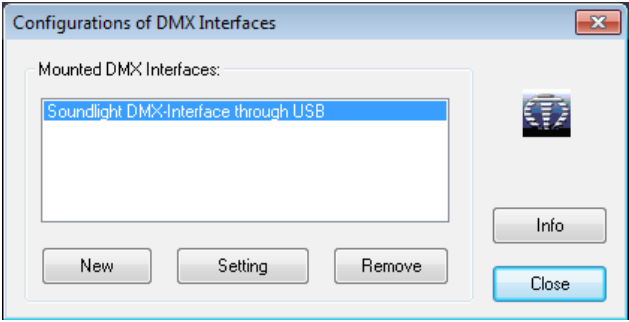 Configurations of DMX Interfaces
Mounted DMX Interfaces:
Soundlight DMX-Interface through USB
Info
New Setting Remove
Close